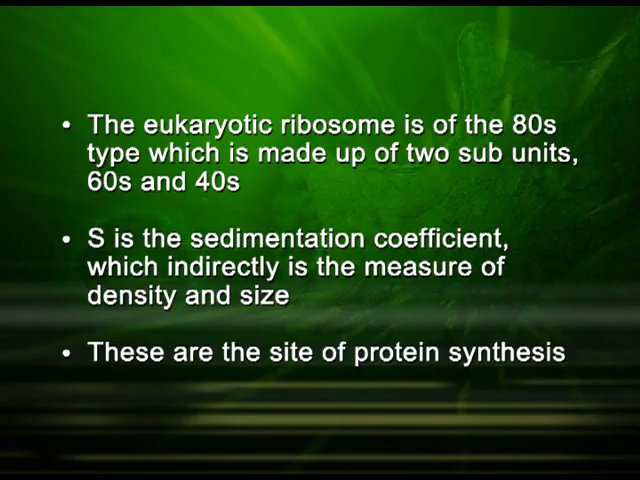 • The eukaryotic ribosome is of the 80s
type which is made up of two sub units,
60s and 40s
• S is the sedimentation coefficient,
which indirectly is the measure of
density and size
• These are the site of protein synthesis